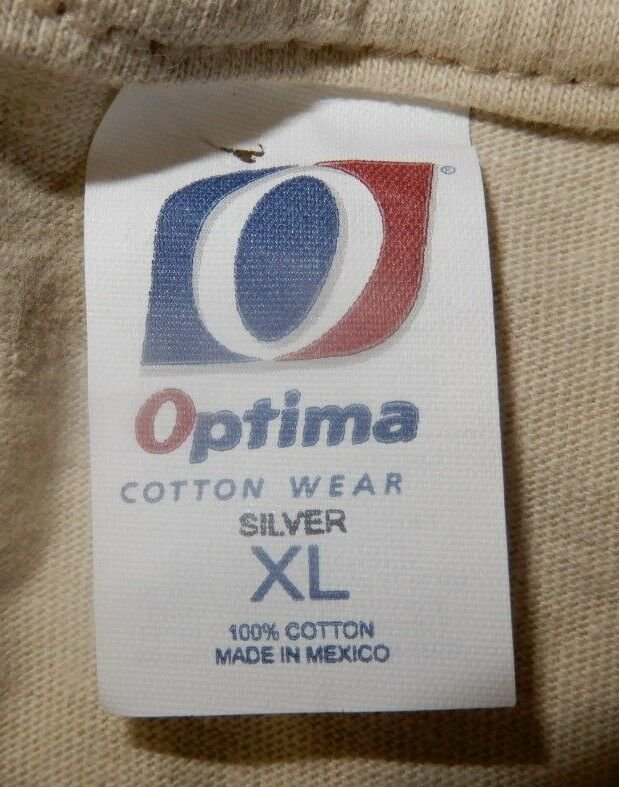 ®
Optima
COTTON WEAR
SILVER
XL
100% COTTON
MADE IN MEXICO